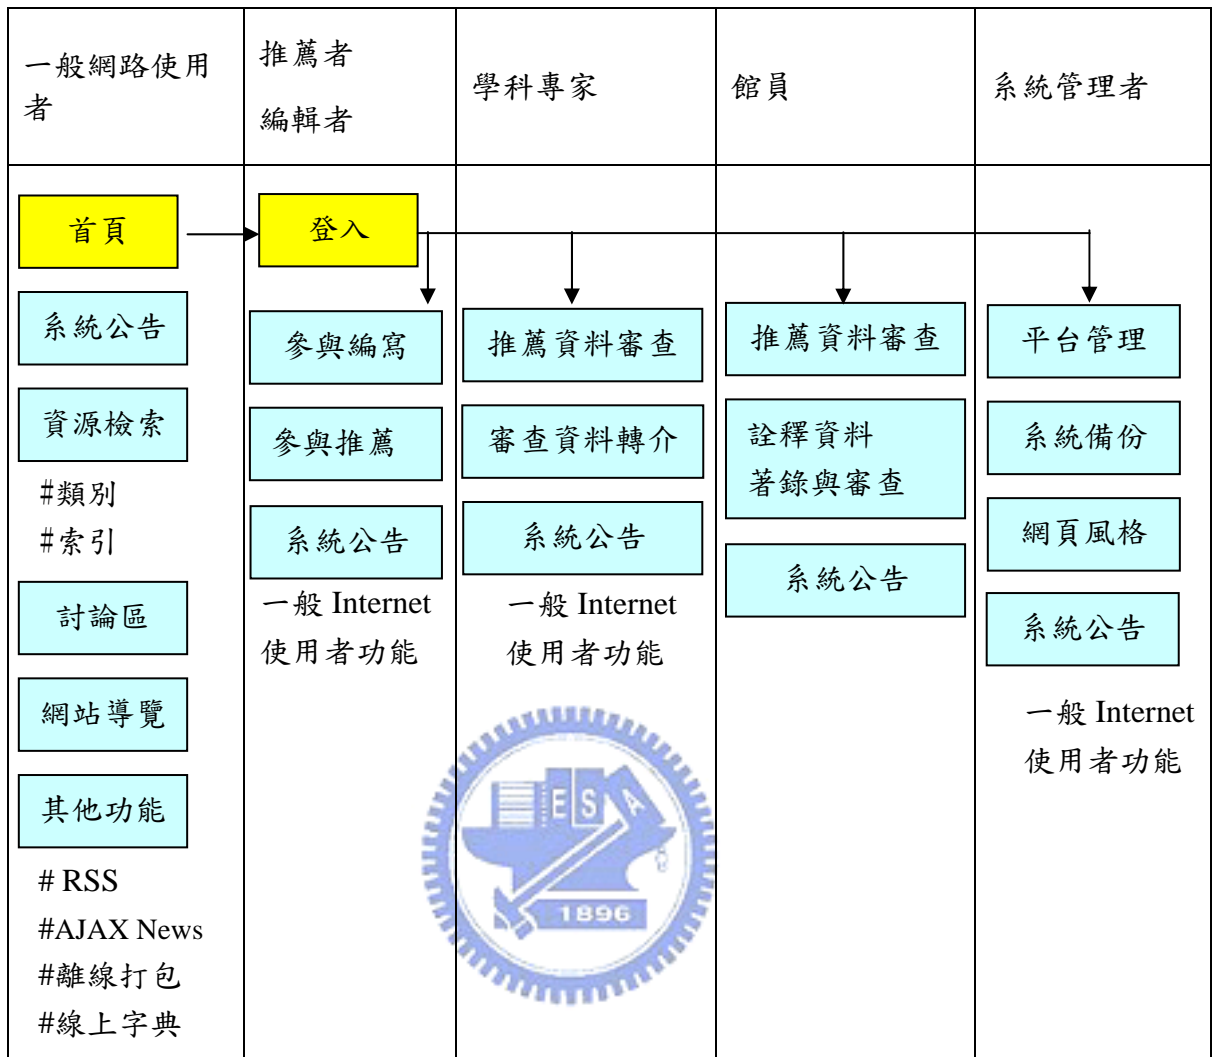 一般網路使用
者
推薦者
編輯者
學科專家
館員
系統管理者
首頁
系統公告
資源檢索
#類別
#索引
討論區
網站導覽
其他功能
# RSS
#AJAX News
#離線打包
#線上字典
登入
參與編寫
參與推薦
系統公告
一般 Internet
使用者功能
推薦資料審查
審查資料轉介
系統公告
一般 Internet
使用者功能
推薦資料審查
詮釋資料
著錄與審查
系統公告
平台管理
系統備份
網頁風格
系統公告
一般 Internet
使用者功能
ESA
1896